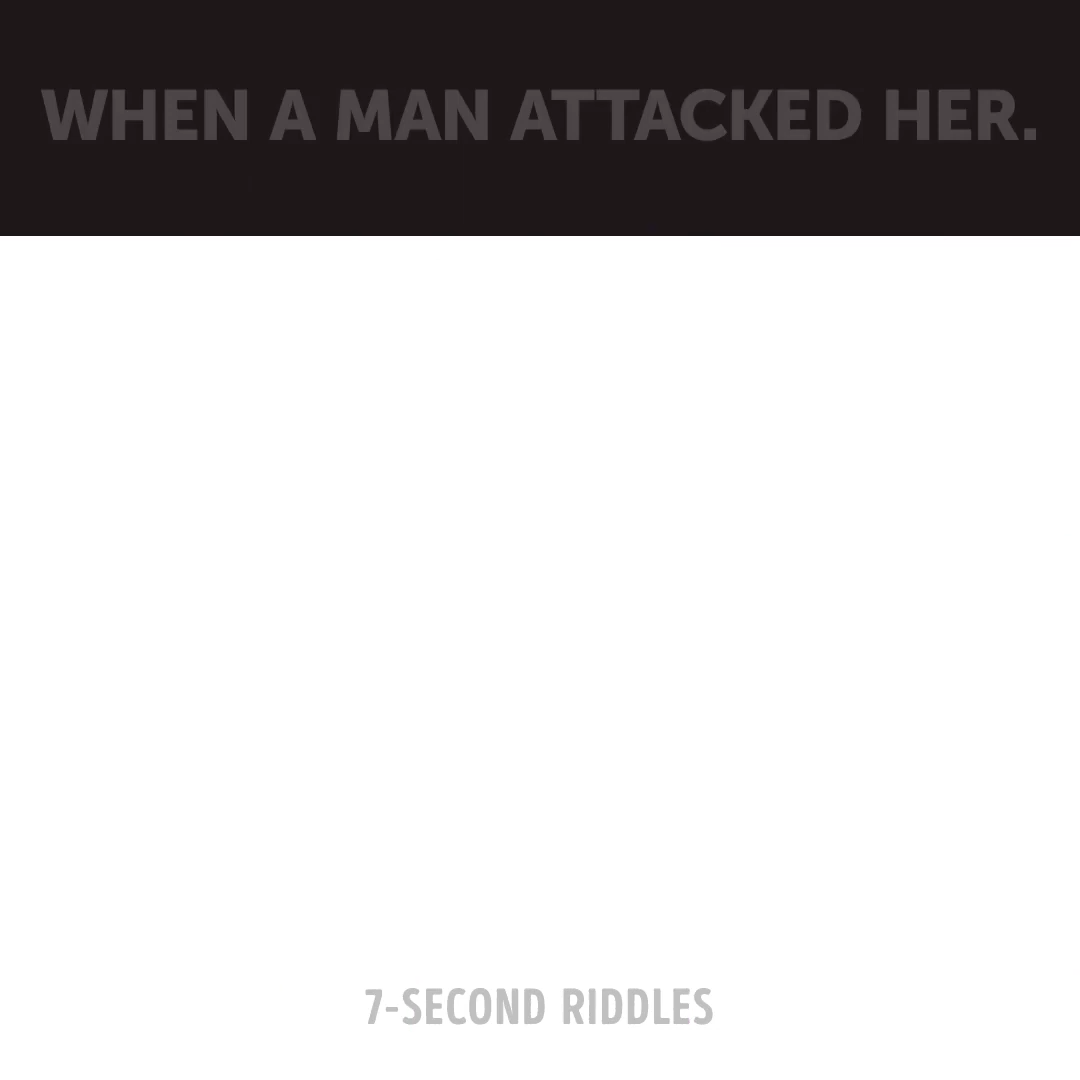 WHEN A MAN ATTACKED HER.
7-SECOND RIDDLES